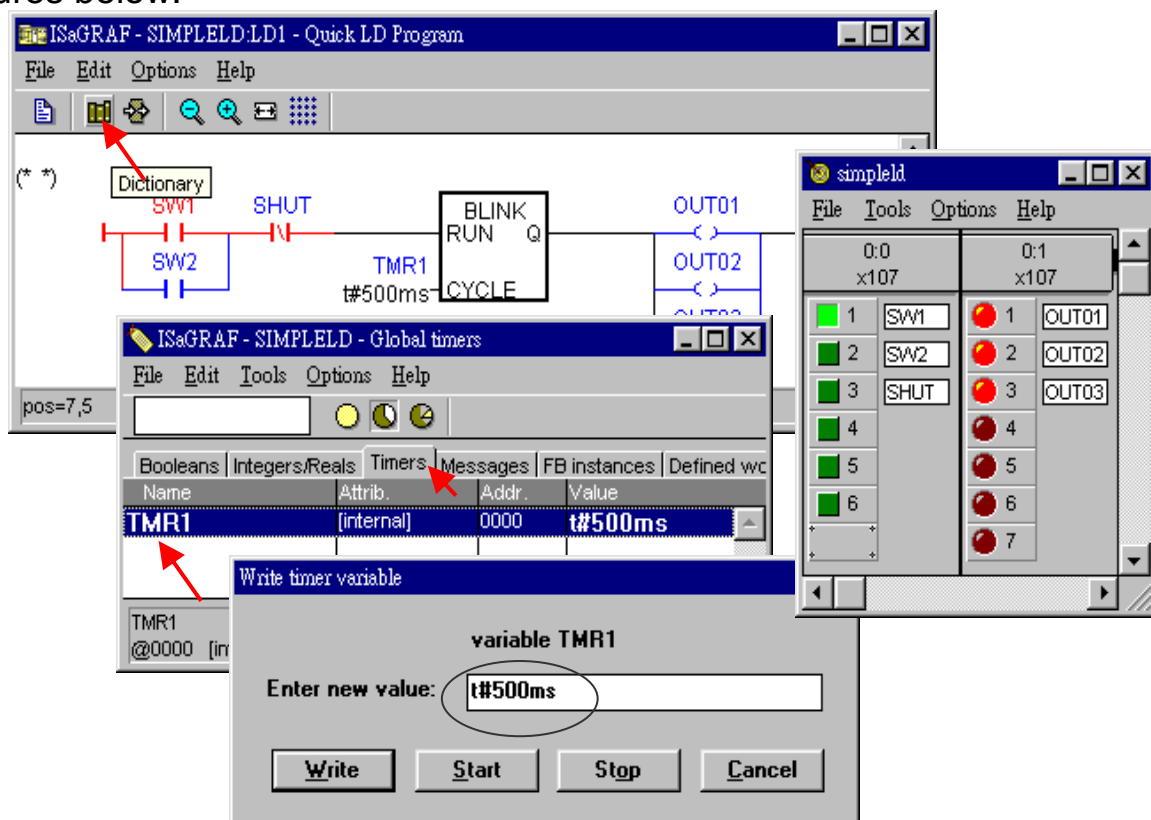 ures below.
ISaGRAF - SIMPLELD:LD1 - Quick LD Program
File Edit Options Help
Dictionary
(* *)
SW1 SHUT BLINK OUT01
RUN Q
SW2 TMR1 OUT02
t#500ms CYCLE
OUT03
pos=7,5
ISaGRAF - SIMPLELD - Global timers
File Edit Tools Options Help
Booleans Integers/Reals Timers Messages FB instances Defined wo
Name Attrib. Addr. Value
TMR1 [internal] 0000 t#500ms
TMR1
@0000 [in
Write timer variable
variable TMR1
Enter new value: t#500ms
Write Start Stop Cancel
simpleld
File Tools Options Help
0:0 0:1
x107 x107
1 SW1 1 OUT01
2 SW2 2 OUT02
3 SHUT 3 OUT03
4 4
5 5
6 6
7